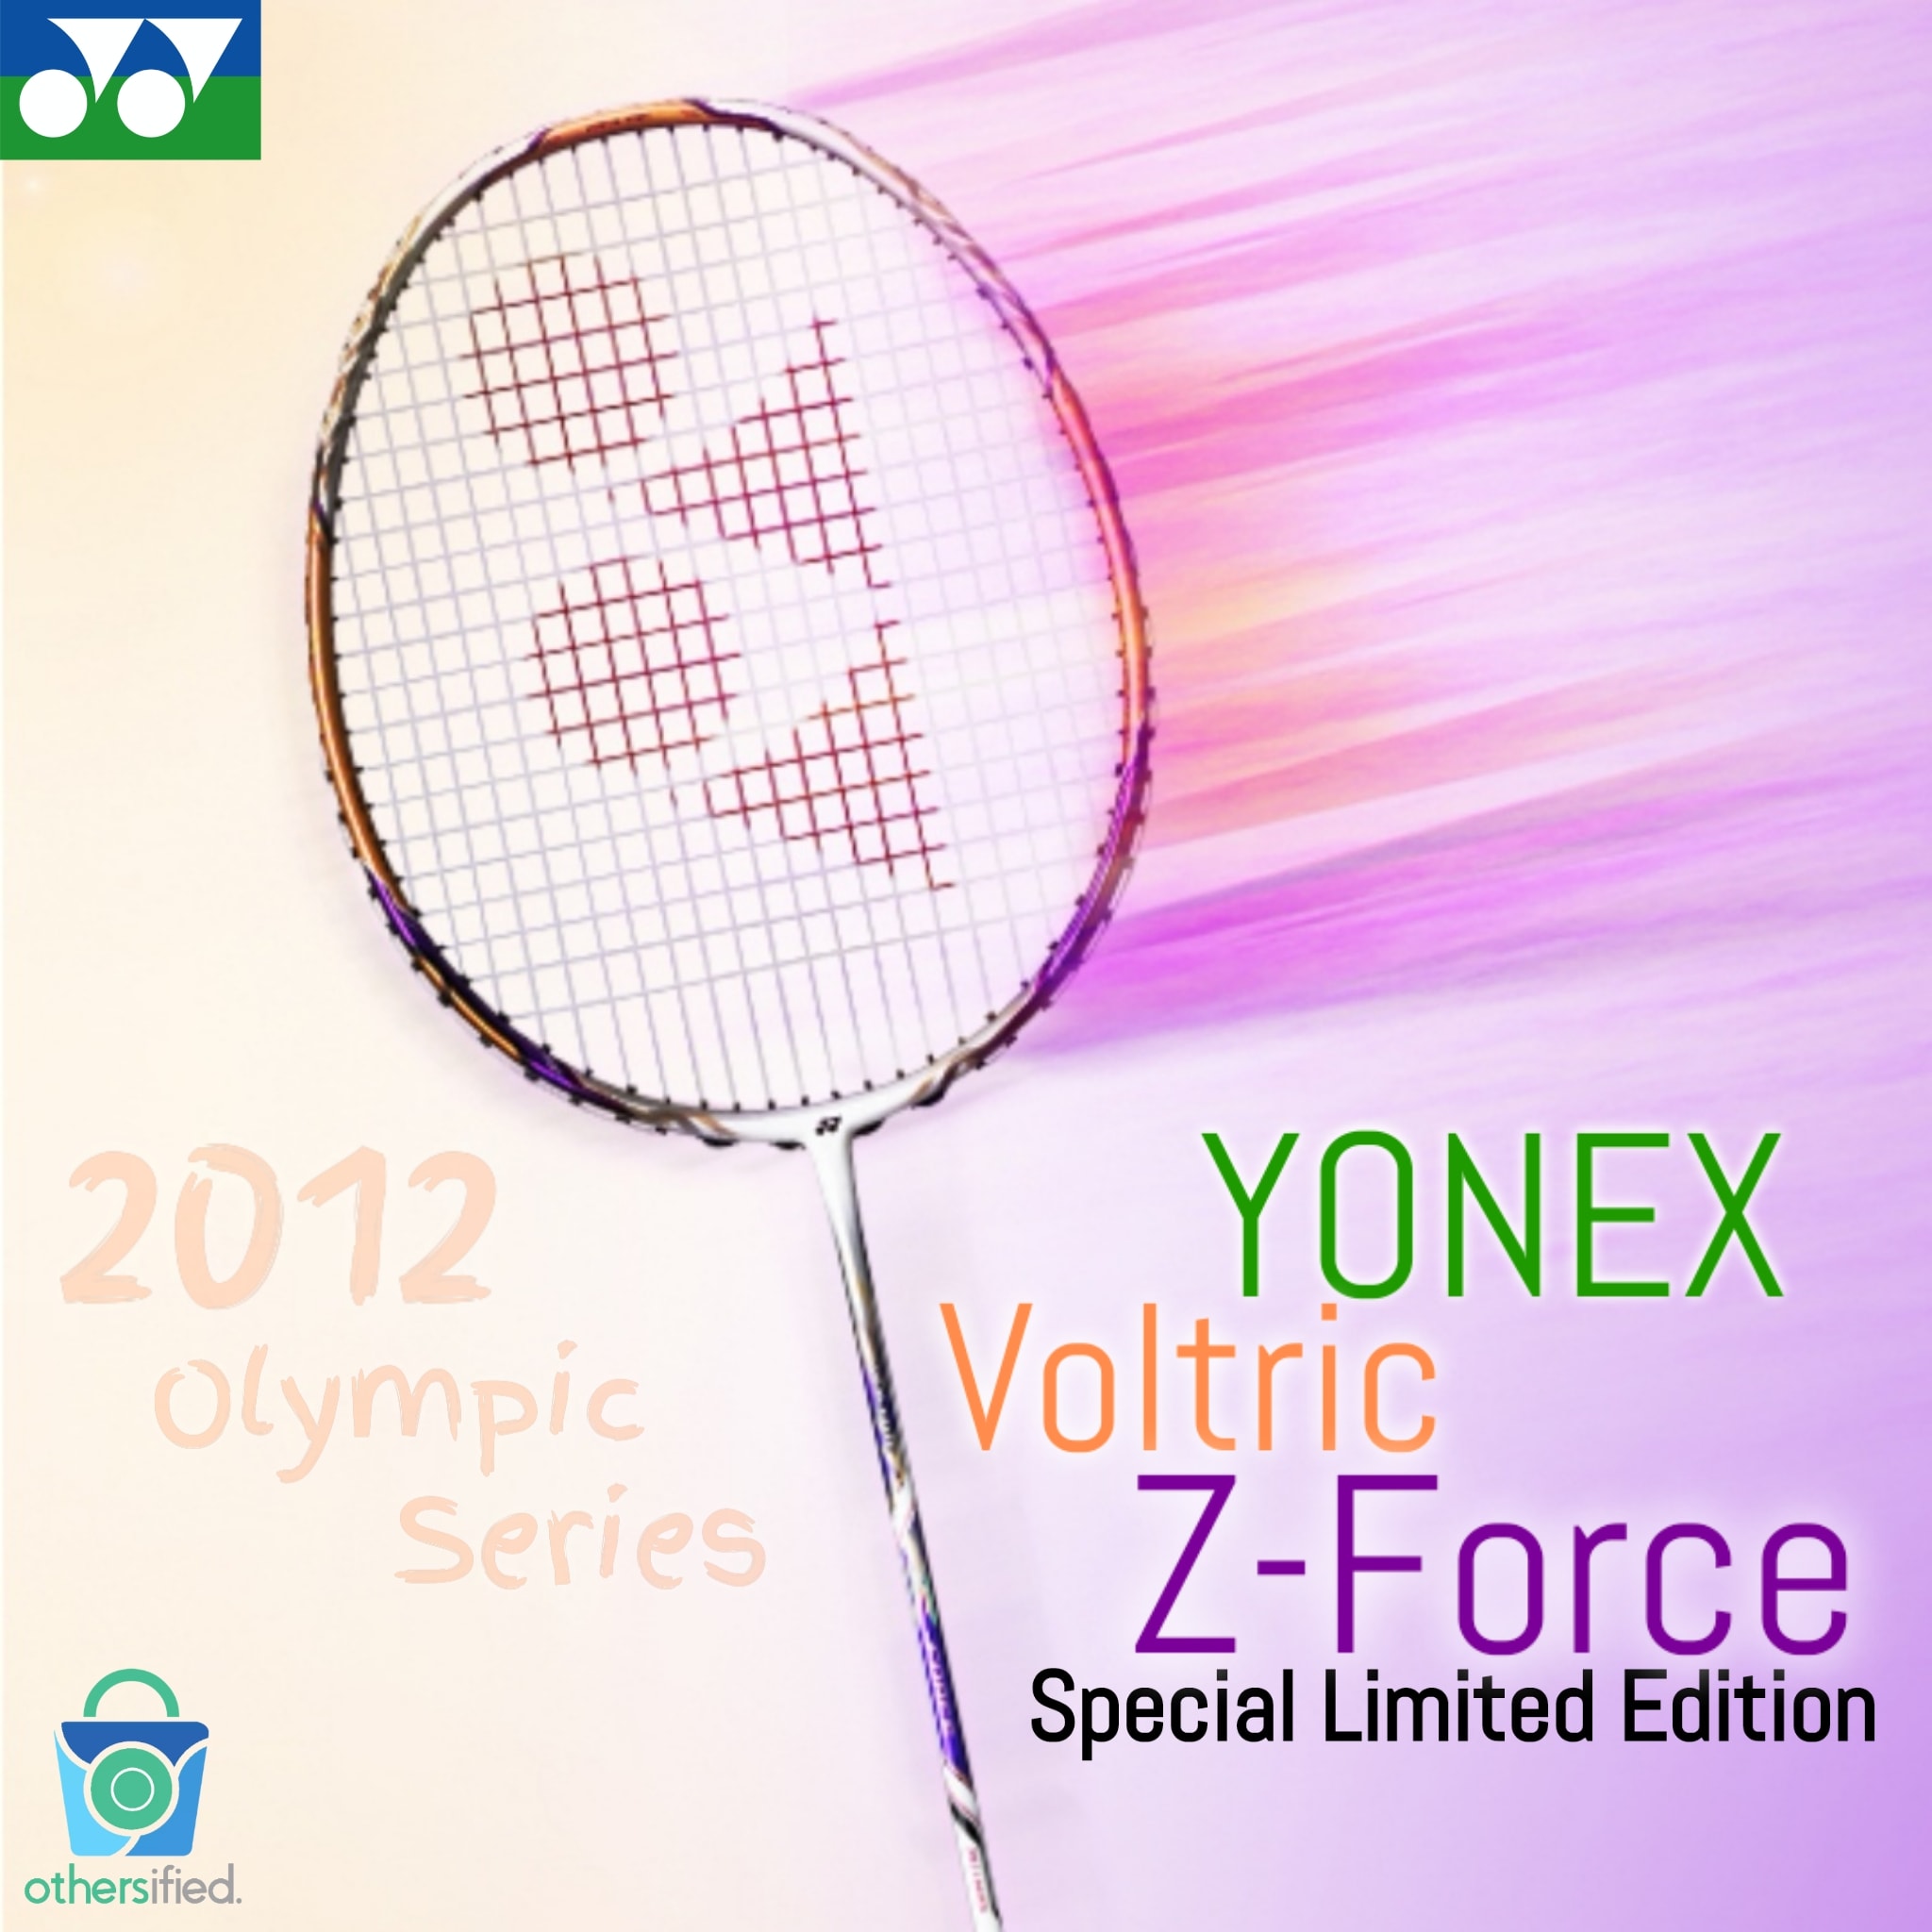 2012
Olympic
Series
YONEX
Voltric
Z-Force
Special Limited Edition
othersified.